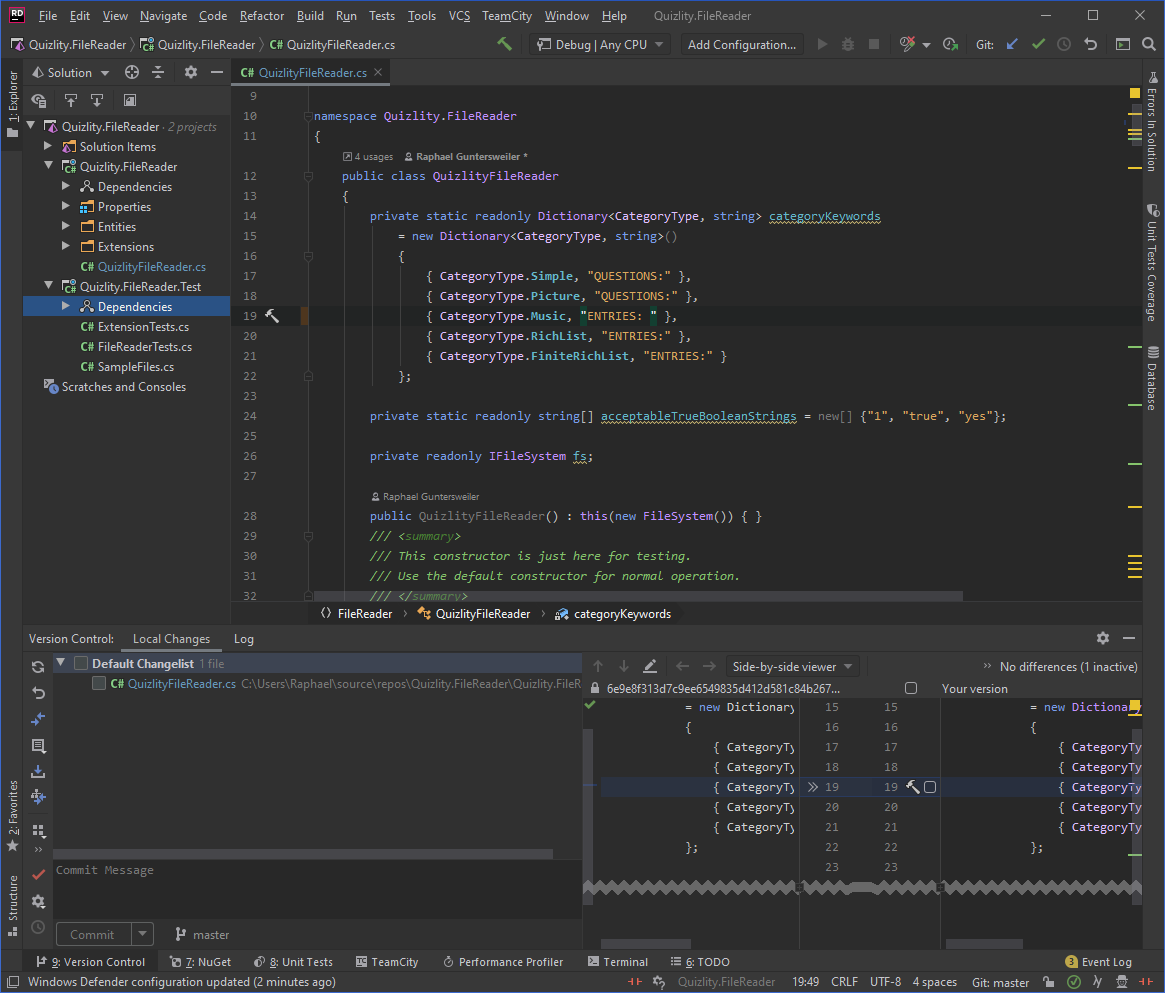 RD File Edit View Navigate Code Refactor Build Run Tests Tools VCS TeamCity Window Help Quizlity.FileReader
Quizlity.FileReader Quizlity.FileReader C# QuizlityFileReader.cs Debug | Any CPU Add Configuration... Git:
1: Explorer
Solution
C# QuizlityFileReader.cs
Quizlity.FileReader · 2 projects
Solution Items
Quizlity.FileReader
Dependencies
Properties
Entities
Extensions
C# QuizlityFileReader.cs
Quizlity.FileReader.Test
Dependencies
C# ExtensionTests.cs
C# FileReaderTests.cs
C# SampleFiles.cs
Scratches and Consoles
9
10 namespace Quizlity.FileReader
11 {
4 usages Raphael Guntersweiler *
12 public class QuizlityFileReader
13 {
14 private static readonly Dictionary<CategoryType, string> categoryKeywords
15 = new Dictionary<CategoryType, string>()
16 {
17 { CategoryType.Simple, "QUESTIONS:" },
18 { CategoryType.Picture, "QUESTIONS:" },
19 { CategoryType.Music, "ENTRIES: " },
20 { CategoryType.RichList, "ENTRIES:" },
21 { CategoryType.FiniteRichList, "ENTRIES:" }
22 };
23
24 private static readonly string[] acceptableTrueBooleanStrings = new[] {"1", "true", "yes"};
25
26 private readonly IFileSystem fs;
27
Raphael Guntersweiler
28 public QuizlityFileReader() : this(new FileSystem()) { }
29 /// <summary>
30 /// This constructor is just here for testing.
31 /// Use the default constructor for normal operation.
32 /// </summary>
FileReader QuizlityFileReader categoryKeywords
Errors In Solution
Unit Tests Coverage
Database
Version Control: Local Changes Log
Default Changelist 1 file
C# QuizlityFileReader.cs C:\Users\Raphael\source\repos\Quizlity.FileReader\Quizlity.FileR
Side-by-side viewer No differences (1 inactive)
6e9e8f313d7c9ee6549835d412d581c84b267... Your version
= new Dictionary 15 15 = new Dictionary
{ 16 16 {
{ CategoryTy 17 17 { CategoryTy
{ CategoryTy 18 18 { CategoryTy
{ CategoryTy 19 19 { CategoryTy
{ CategoryTy 20 20 { CategoryTy
{ CategoryTy 21 21 { CategoryTy
}; 22 22 };
23 23
Commit Message
Commit master
2: Favorites
Structure
9: Version Control 7: NuGet 8: Unit Tests TeamCity Performance Profiler Terminal 6: TODO 3 Event Log
Windows Defender configuration updated (2 minutes ago) Quizlity.FileReader 19:49 CRLF UTF-8 4 spaces Git: master